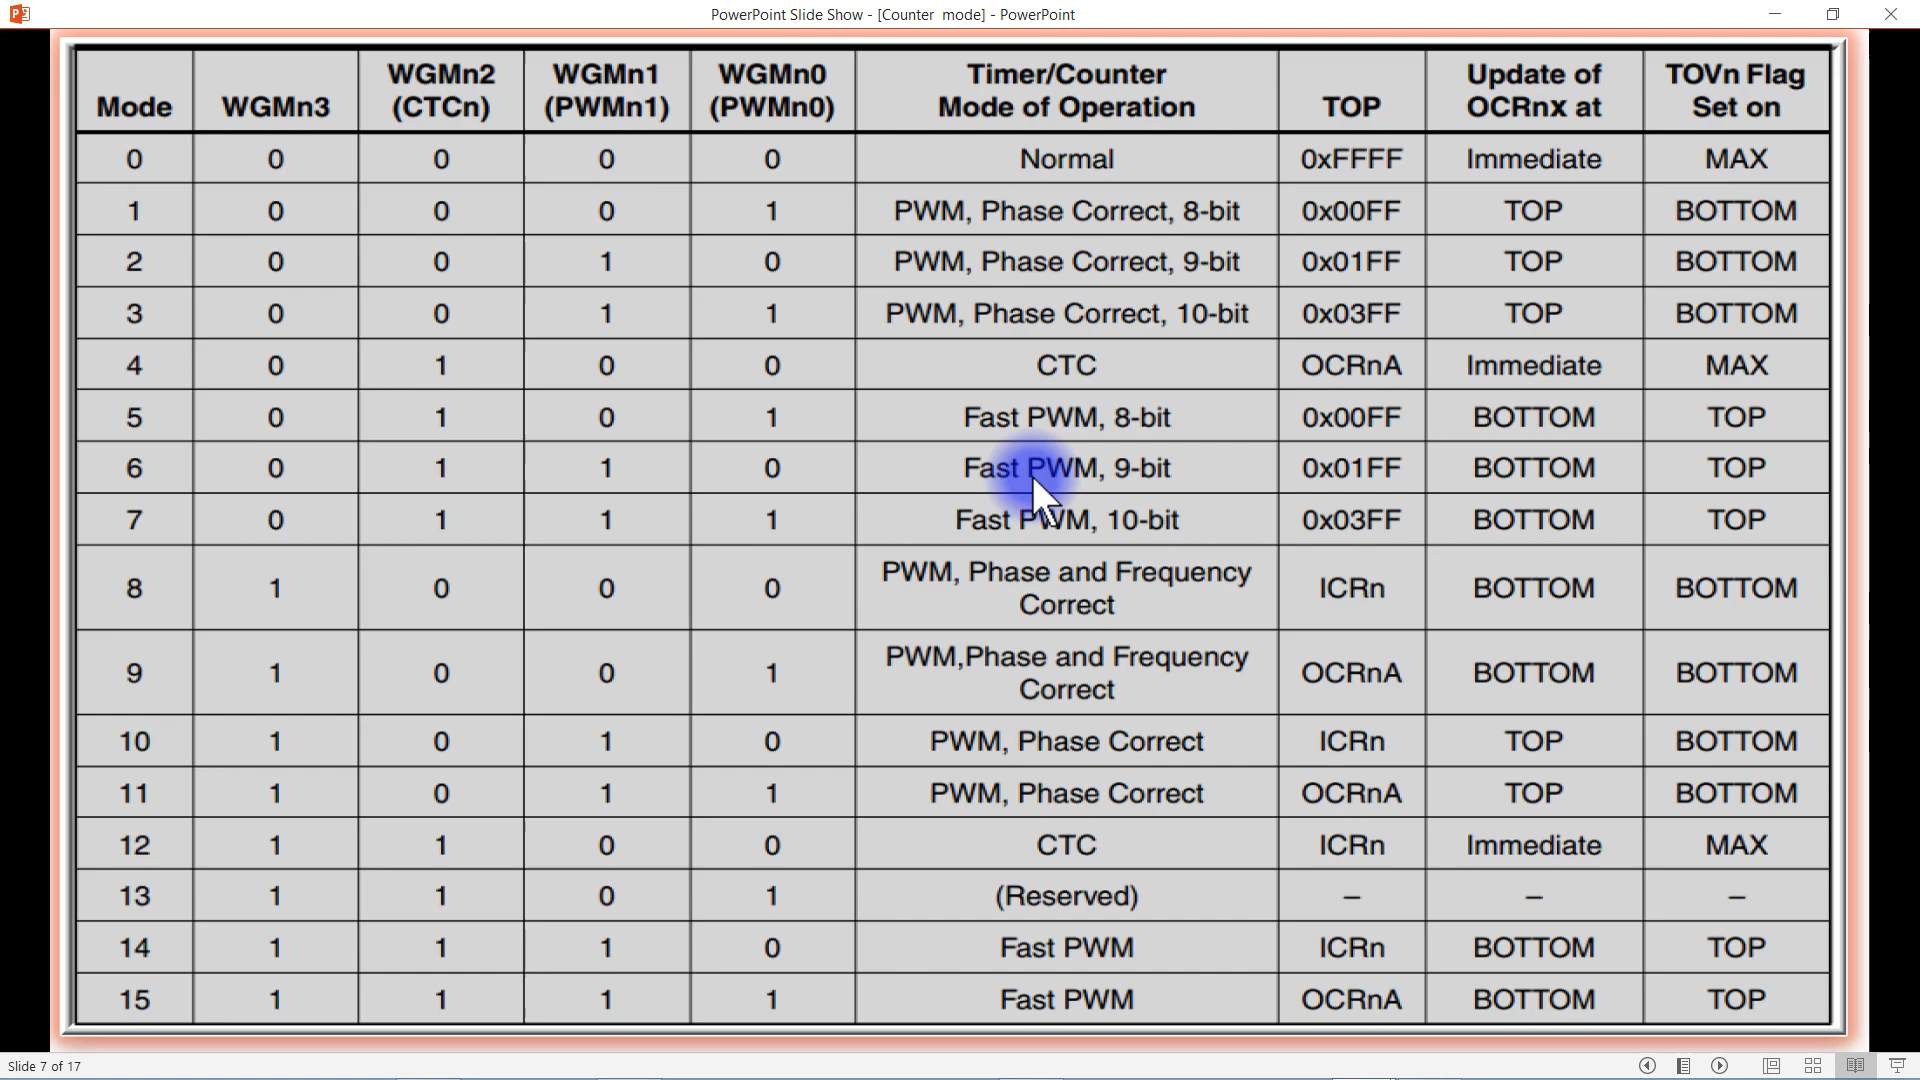 PowerPoint Slide Show - [Counter mode] - PowerPoint
Mode WGMn3 WGMn2 (CTCn) WGMn1 (PWMn1) WGMn0 (PWMn0) Timer/Counter Mode of Operation TOP Update of OCRnx at TOVn Flag Set on
0 0 0 0 0 Normal 0xFFFF Immediate MAX
1 0 0 0 1 PWM, Phase Correct, 8-bit 0x00FF TOP BOTTOM
2 0 0 1 0 PWM, Phase Correct, 9-bit 0x01FF TOP BOTTOM
3 0 0 1 1 PWM, Phase Correct, 10-bit 0x03FF TOP BOTTOM
4 0 1 0 0 CTC OCRnA Immediate MAX
5 0 1 0 1 Fast PWM, 8-bit 0x00FF BOTTOM TOP
6 0 1 1 0 Fast PWM, 9-bit 0x01FF BOTTOM TOP
7 0 1 1 1 Fast PWM, 10-bit 0x03FF BOTTOM TOP
8 1 0 0 0 PWM, Phase and Frequency Correct ICRn BOTTOM BOTTOM
9 1 0 0 1 PWM,Phase and Frequency Correct OCRnA BOTTOM BOTTOM
10 1 0 1 0 PWM, Phase Correct ICRn TOP BOTTOM
11 1 0 1 1 PWM, Phase Correct OCRnA TOP BOTTOM
12 1 1 0 0 CTC ICRn Immediate MAX
13 1 1 0 1 (Reserved) – – –
14 1 1 1 0 Fast PWM ICRn BOTTOM TOP
15 1 1 1 1 Fast PWM OCRnA BOTTOM TOP
Slide 7 of 17